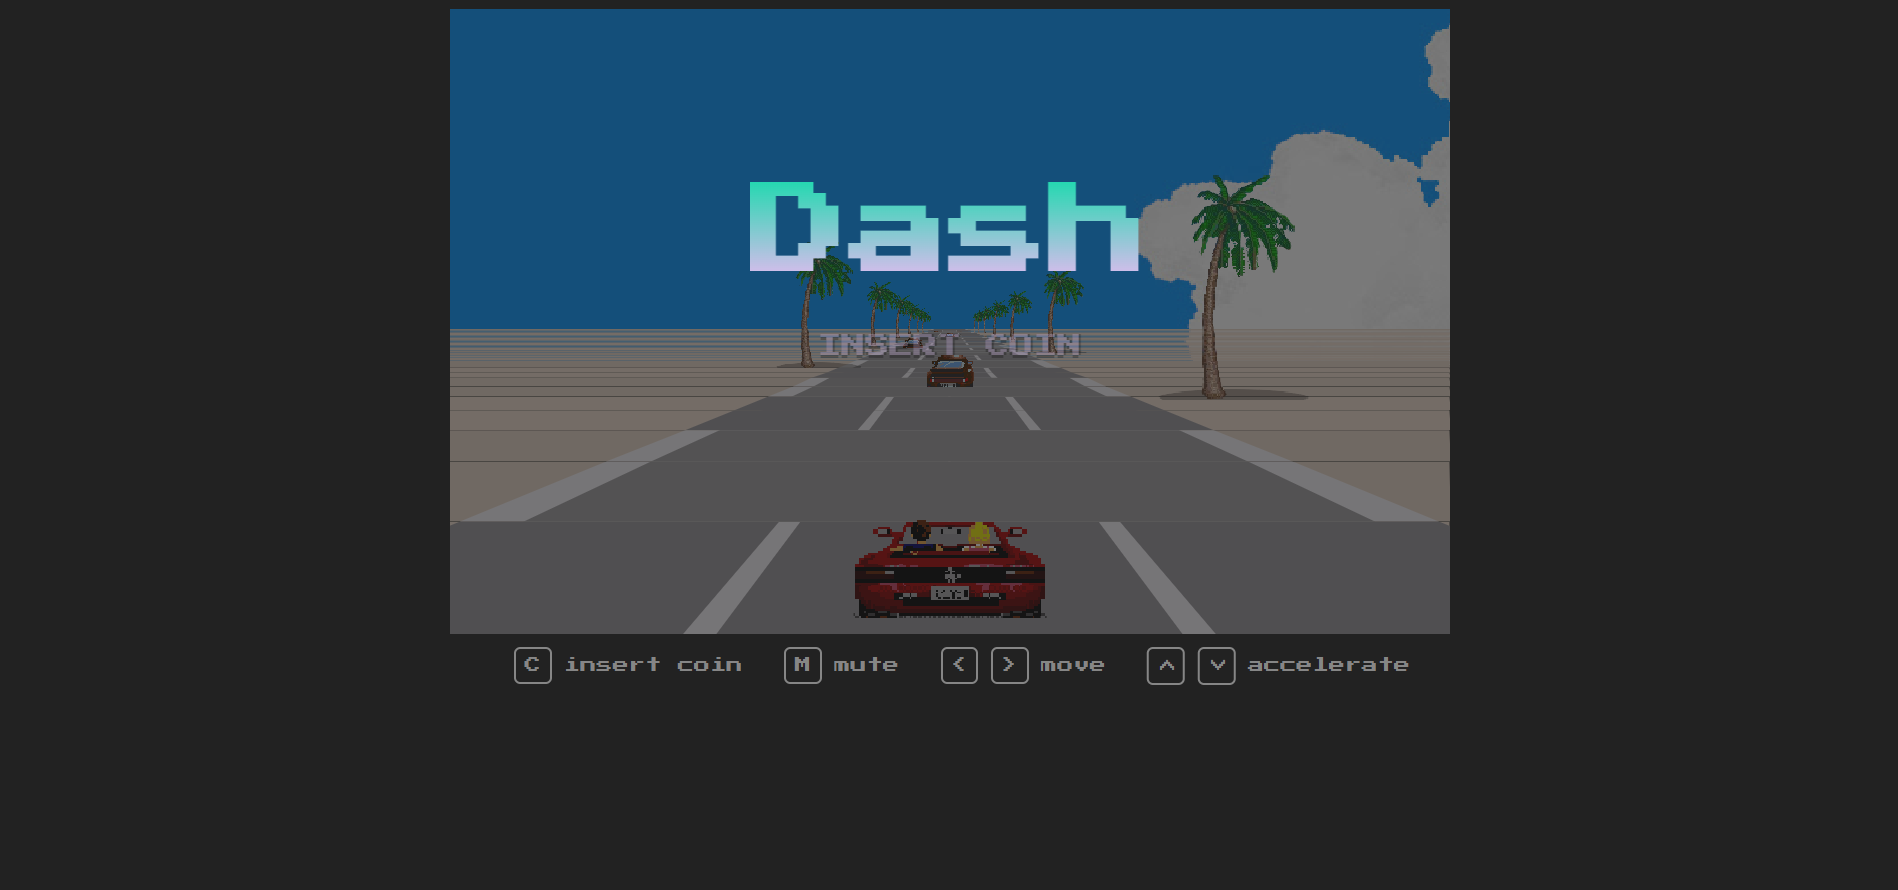 Dash
INSERT COIN
C insert coin M mute < > move ^ v accelerate